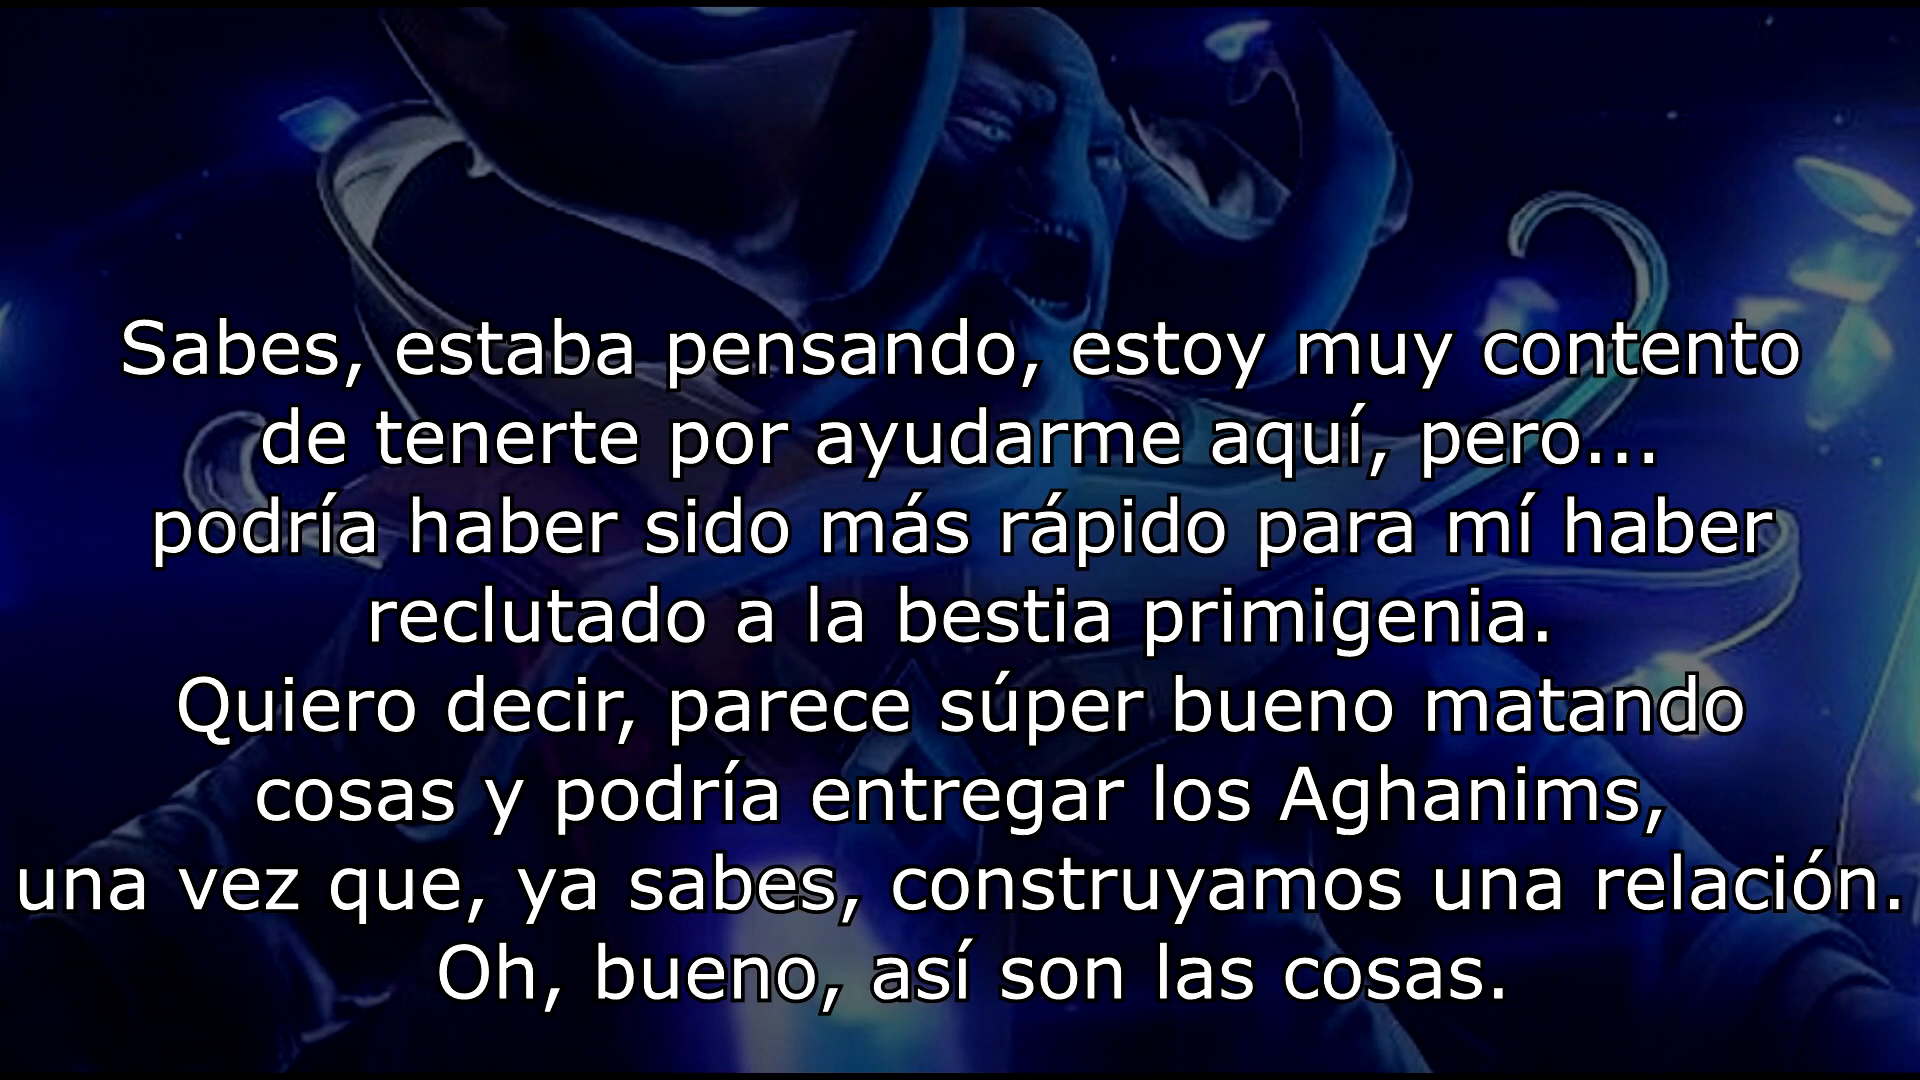 Sabes, estaba pensando, estoy muy contento
de tenerte por ayudarme aquí, pero...
podría haber sido más rápido para mí haber
reclutado a la bestia primigenia.
Quiero decir, parece súper bueno matando
cosas y podría entregar los Aghanims,
una vez que, ya sabes, construyamos una relación.
Oh, bueno, así son las cosas.